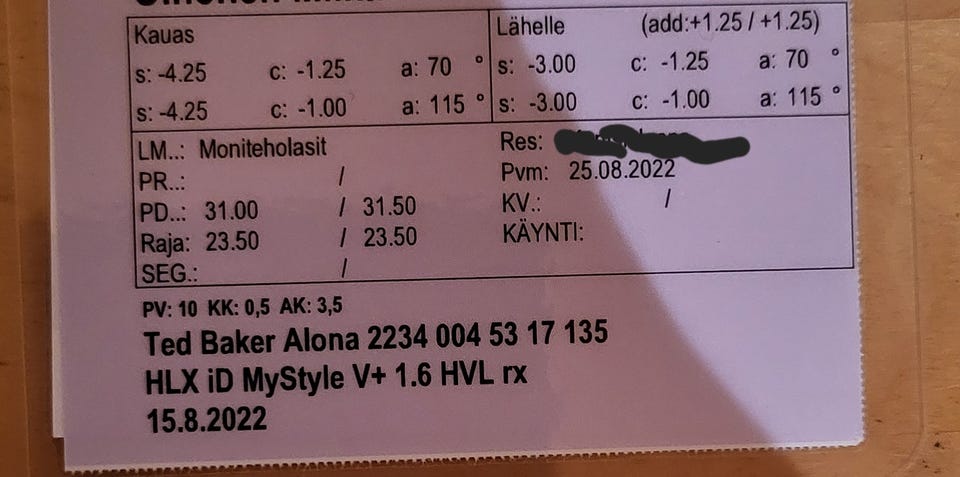 Kauas
s: -4.25 c: -1.25 a: 70 °
s: -4.25 c: -1.00 a: 115 °
Lähelle (add:+1.25 / +1.25)
s: -3.00 c: -1.25 a: 70 °
s: -3.00 c: -1.00 a: 115 °
LM..: Moniteholasit
PR..: /
PD..: 31.00 / 31.50
Raja: 23.50 / 23.50
SEG.: /
Res:
Pvm: 25.08.2022
KV.: /
KÄYNTI:
PV: 10 KK: 0,5 AK: 3,5
Ted Baker Alona 2234 004 53 17 135
HLX iD MyStyle V+ 1.6 HVL rx
15.8.2022